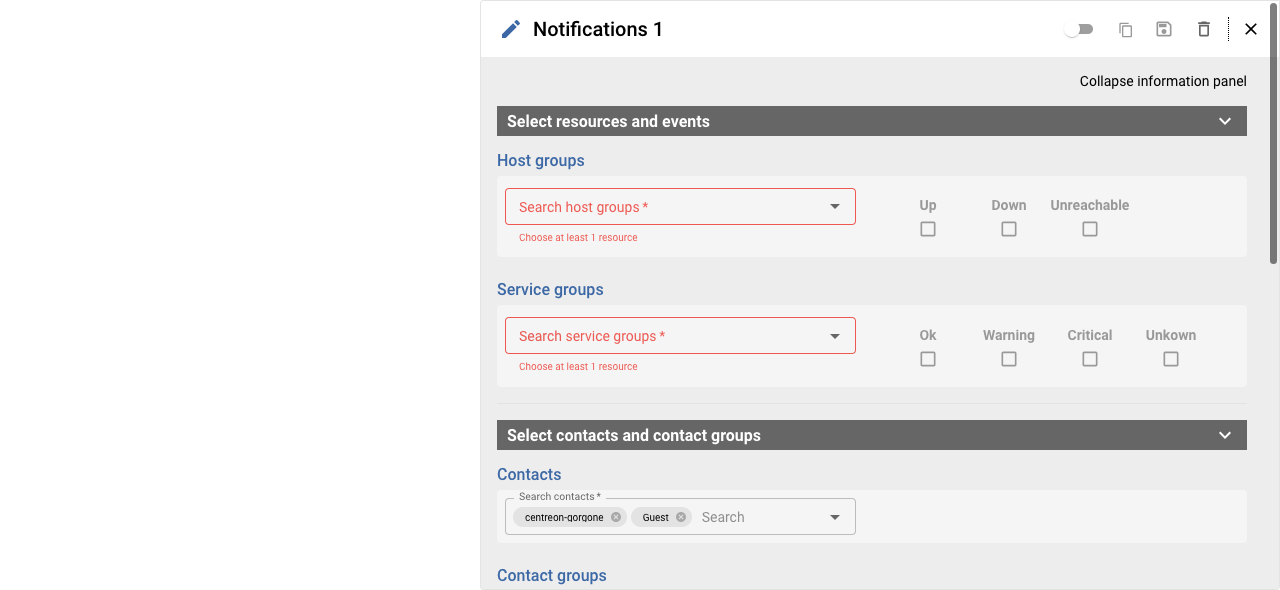 Notifications 1
Collapse information panel
Select resources and events
Host groups
Search host groups *
Up Down Unreachable
Choose at least 1 resource
Service groups
Search service groups *
Ok Warning Critical Unkown
Choose at least 1 resource
Select contacts and contact groups
Contacts
Search contacts *
centreon-gorgone Guest Search
Contact groups